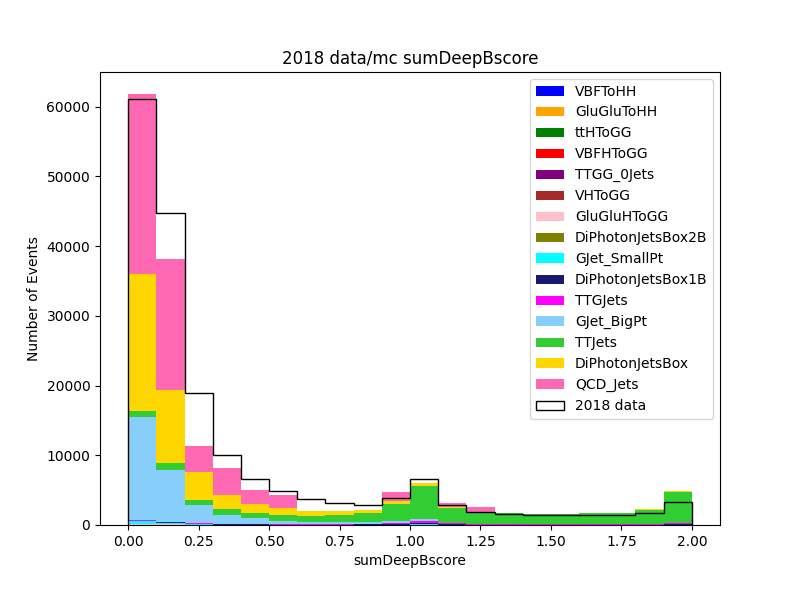 2018 data/mc sumDeepBscore
Number of Events
60000
50000
40000
30000
20000
10000
0
VBFToHH
GluGluToHH
ttHToGG
VBFHToGG
TTGG_0Jets
VHToGG
GluGluHToGG
DiPhotonJetsBox2B
GJet_SmallPt
DiPhotonJetsBox1B
TTGJets
GJet_BigPt
TTJets
DiPhotonJetsBox
QCD_Jets
2018 data
0.00 0.25 0.50 0.75 1.00 1.25 1.50 1.75 2.00
sumDeepBscore